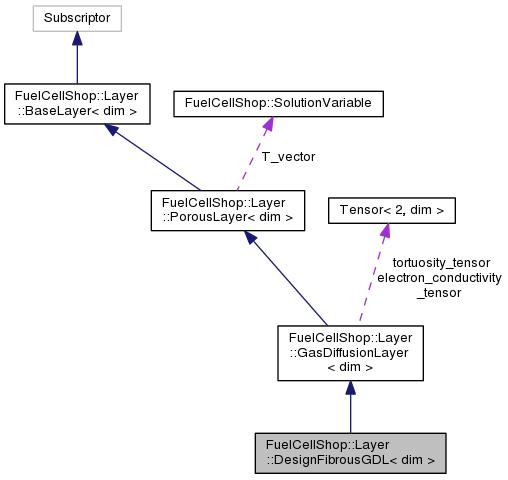 Subscriptor
FuelCellShop::Layer
::BaseLayer< dim >
FuelCellShop::SolutionVariable
T_vector
FuelCellShop::Layer
::PorousLayer< dim >
Tensor< 2, dim >
tortuosity_tensor
electron_conductivity
_tensor
FuelCellShop::Layer
::GasDiffusionLayer
< dim >
FuelCellShop::Layer
::DesignFibrousGDL< dim >